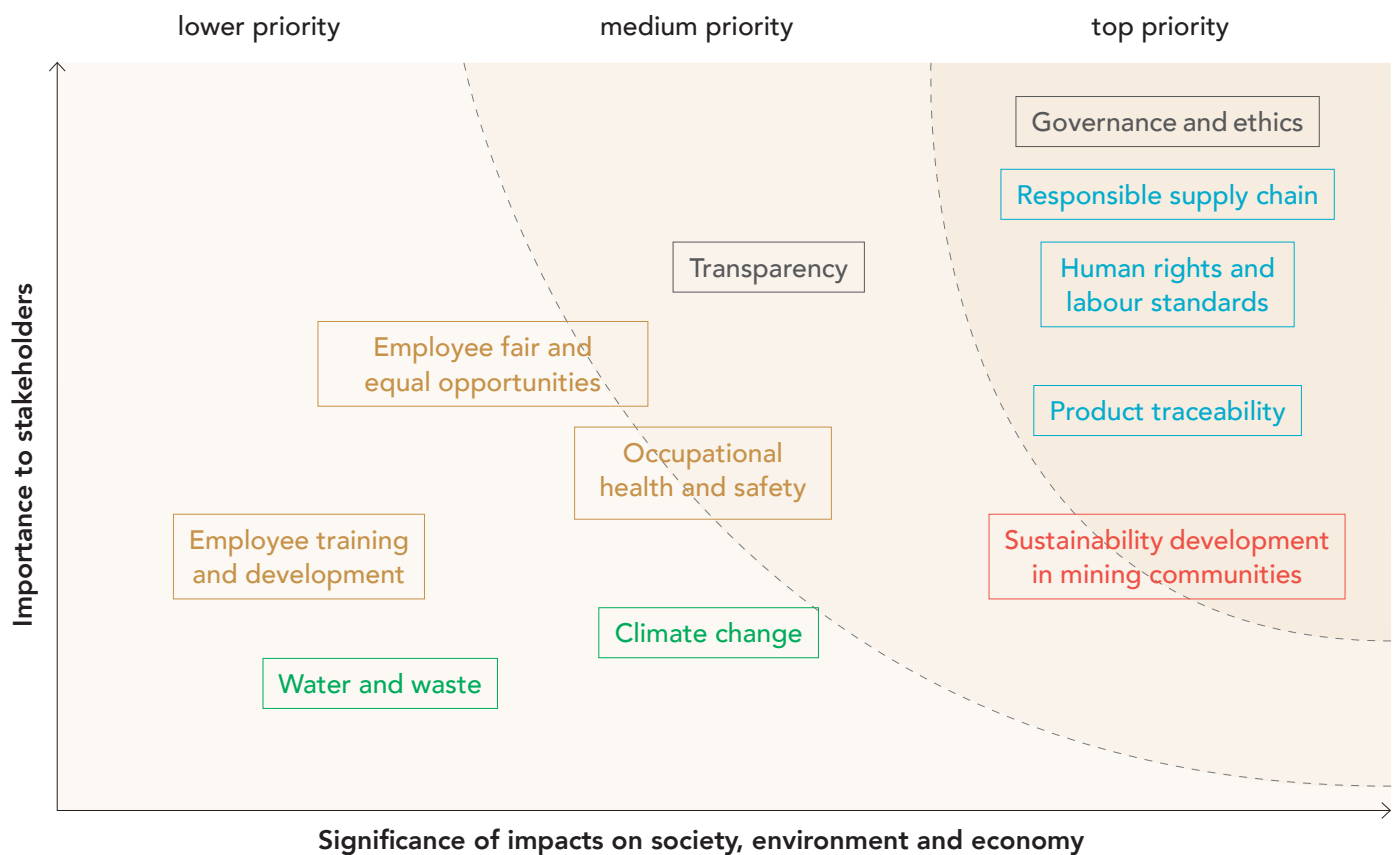 lower priority
medium priority
top priority
Governance and ethics
Responsible supply chain
Human rights and
labour standards
Transparency
Employee fair and
equal opportunities
Product traceability
Occupational
health and safety
Employee training
and development
Sustainability development
in mining communities
Climate change
Water and waste
Importance to stakeholders
Significance of impacts on society, environment and economy